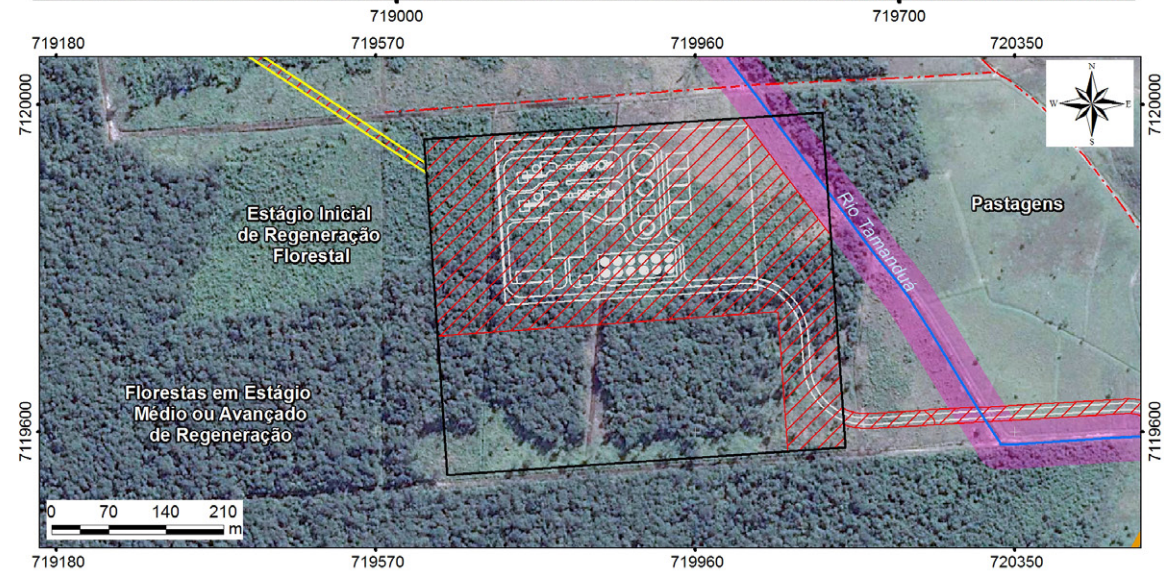 719000 719700
719180 719570 719960 720350
7120000 7120000
N
W E
S
Rio Tamanduá
Pastagens
Estágio Inicial
de Regeneração
Florestal
Florestas em Estágio
Médio ou Avançado
de Regeneração
7119600 7119600
0 70 140 210
m
719180 719570 719960 720350